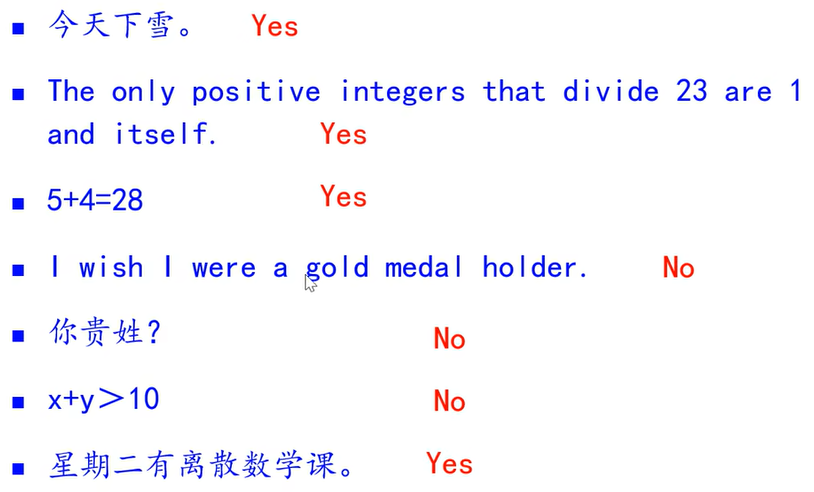 今天下雪。 Yes
The only positive integers that divide 23 are 1
and itself. Yes
5+4=28 Yes
I wish I were a gold medal holder. No
你贵姓? No
x+y＞10 No
星期二有离散数学课。 Yes